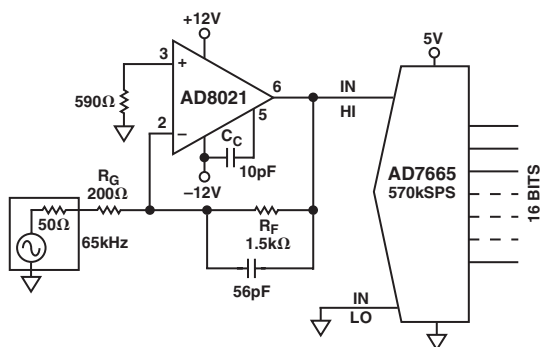 +12V
5V
3
+
590Ω
AD8021
6
IN
HI
2
–
5
C_C
10pF
–12V
AD7665
570kSPS
16 BITS
R_G
200Ω
50Ω
65kHz
R_F
1.5kΩ
56pF
IN
LO